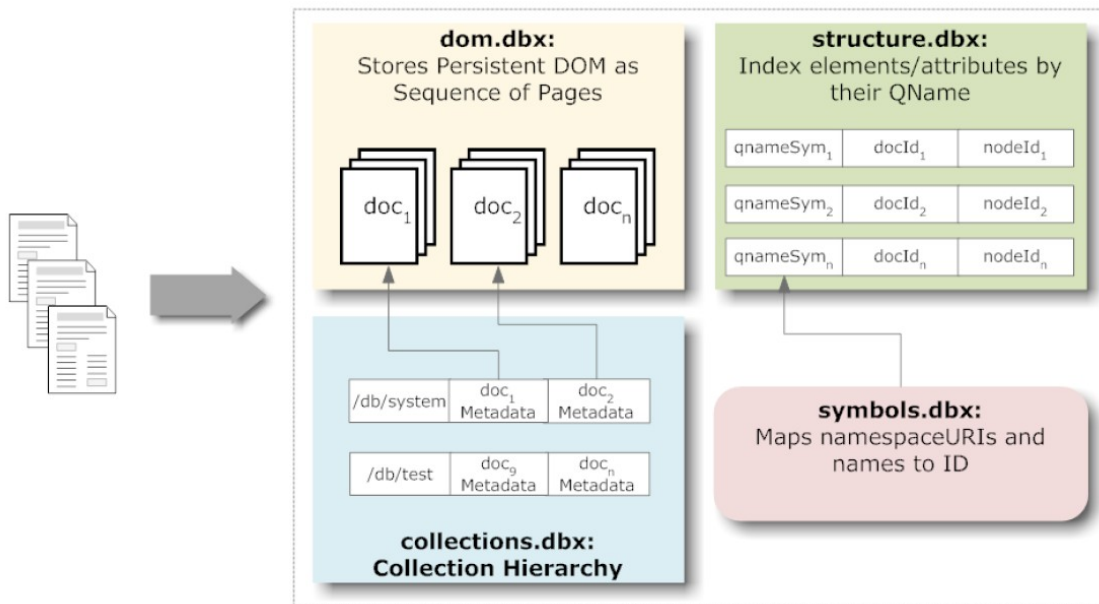 dom.dbx:
Stores Persistent DOM as
Sequence of Pages
doc₁
doc₂
docₙ
structure.dbx:
Index elements/attributes by
their QName
qnameSym₁ docId₁ nodeId₁
qnameSym₂ docId₂ nodeId₂
qnameSymₙ docIdₙ nodeIdₙ
/db/system
doc₁
Metadata
doc₂
Metadata
/db/test
doc₉
Metadata
docₙ
Metadata
collections.dbx:
Collection Hierarchy
symbols.dbx:
Maps namespaceURIs and
names to ID